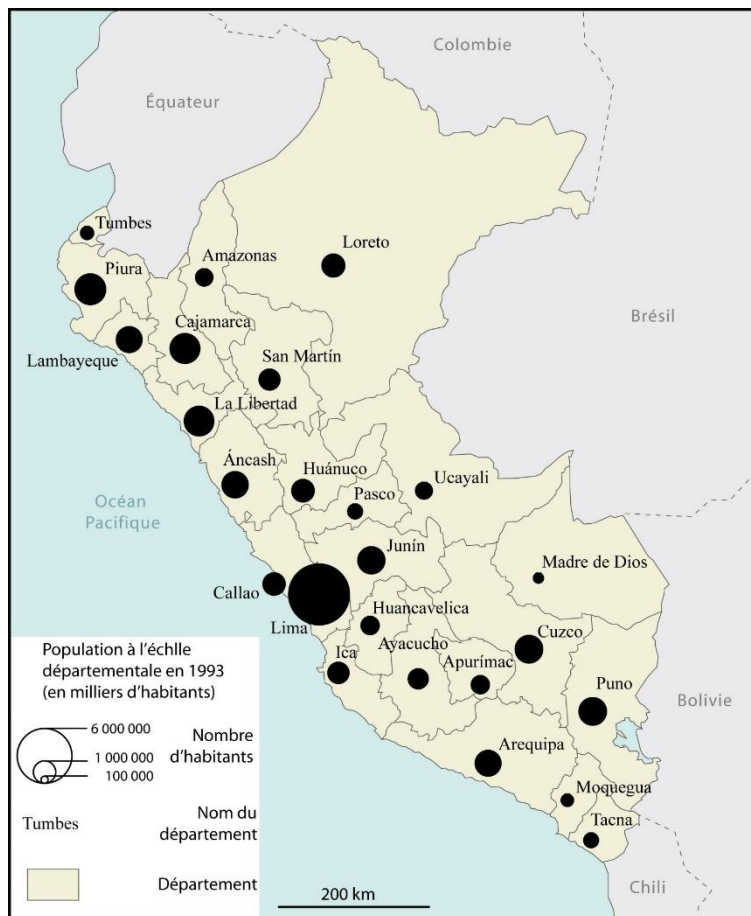 Colombie
Équateur
Tumbes
Amazonas
Loreto
Piura
Brésil
Cajamarca
San Martín
Lambayeque
La Libertad
Áncash
Huánuco
Ucayali
Pasco
Océan
Pacifique
Junín
Madre de Dios
Callao
Huancavelica
Lima
Cuzco
Ayacucho
Ica
Apurímac
Puno
Bolivie
Arequipa
Moquegua
Tacna
Chili
Population à l'échlle
départementale en 1993
(en milliers d'habitants)
6 000 000
1 000 000
100 000
Nombre
d'habitants
Tumbes
Nom du
département
Département
200 km